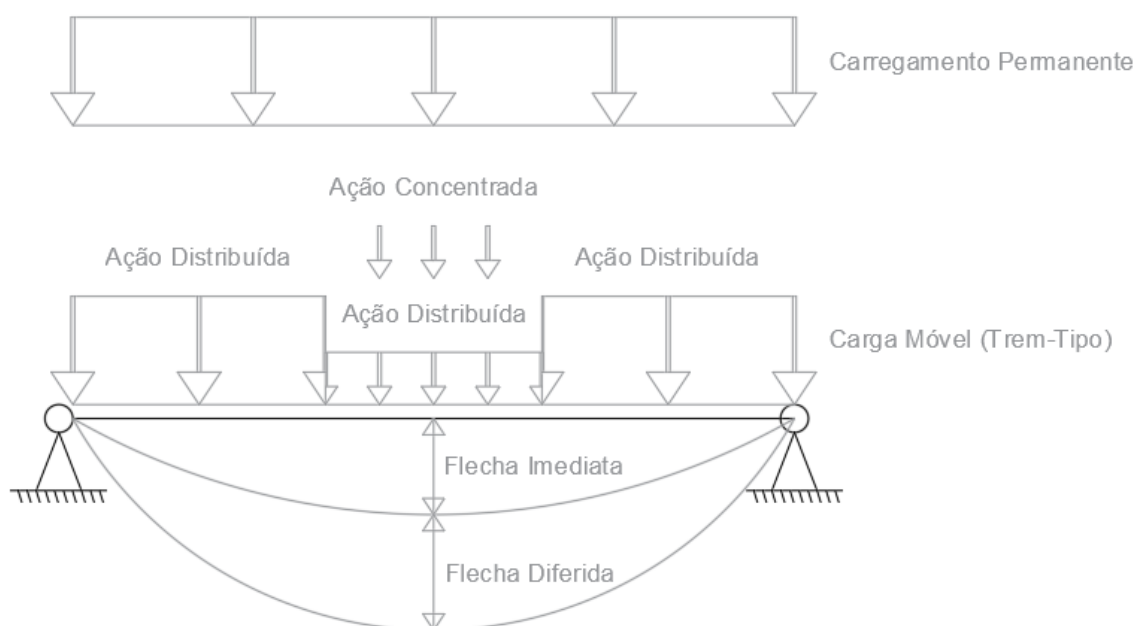 Carregamento Permanente
Ação Concentrada
Ação Distribuída
Ação Distribuída
Ação Distribuída
Carga Móvel (Trem-Tipo)
Flecha Imediata
Flecha Diferida